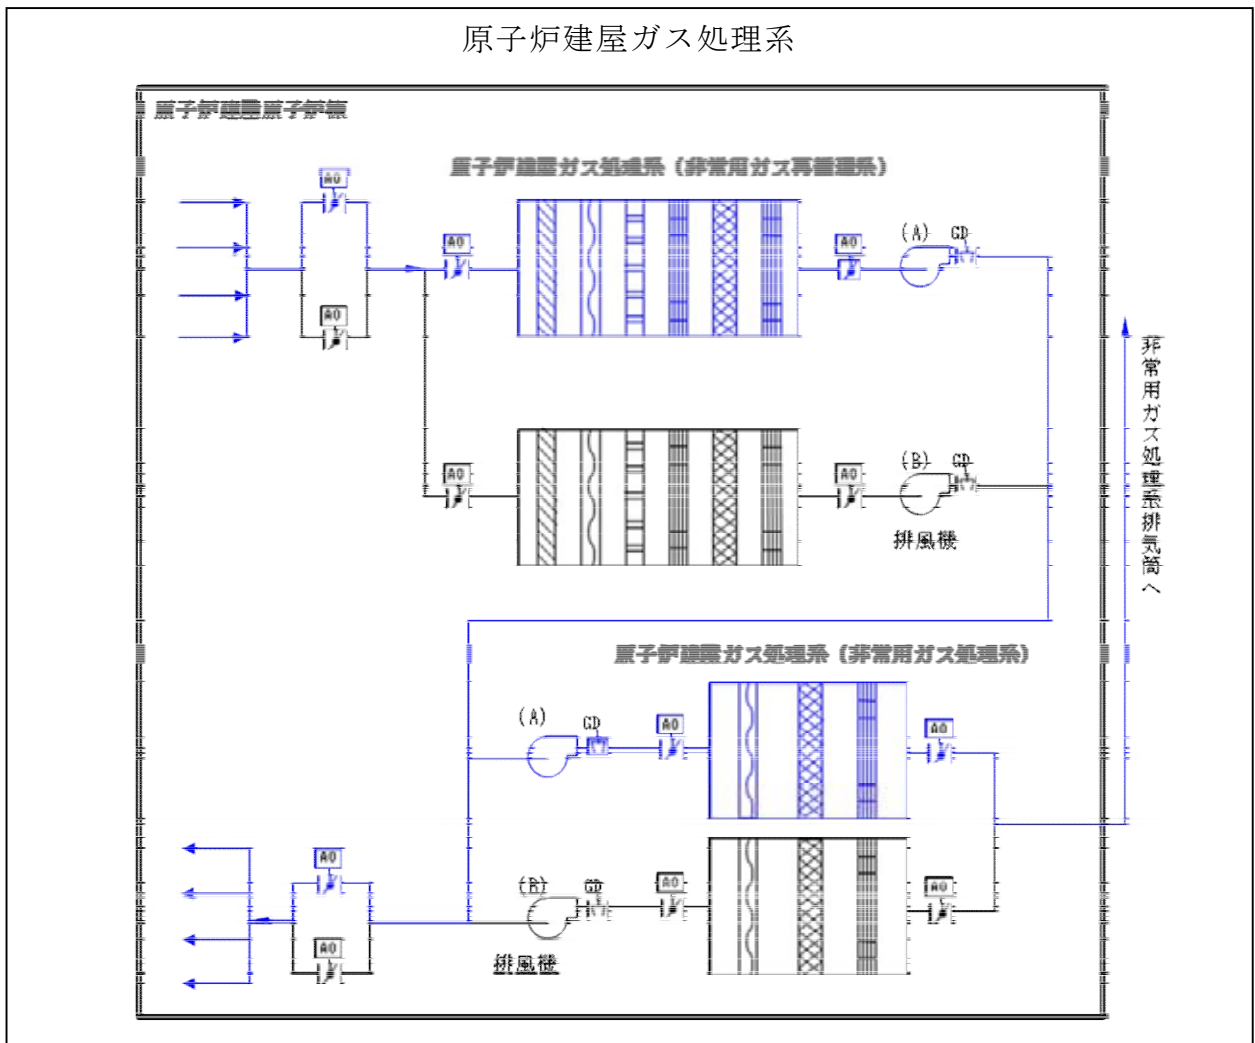 原子炉建屋ガス処理系
原子炉建屋原子炉棟
原子炉建屋ガス処理系（非常用ガス再循環系）
AO
AO
AO
(A)
GD
AO
AO
AO
(B)
GD
排風機
非常用ガス処理系排気筒へ
原子炉建屋ガス処理系（非常用ガス処理系）
(A)
GD
AO
AO
AO
(B)
GD
AO
AO
AO
排風機